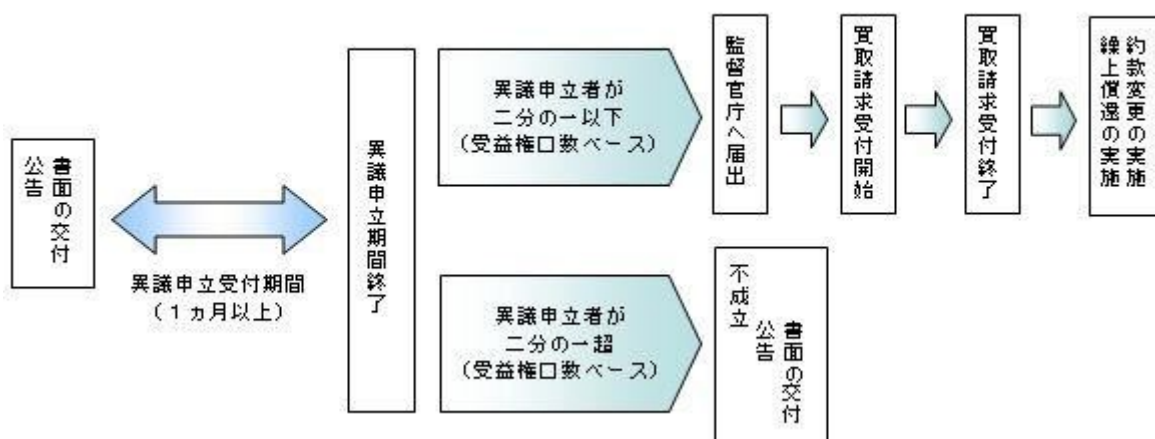 書面の交付
公告
異議申立受付期間
(1ヵ月以上)
異議申立期間終了
異議申立者が
二分の一以下
(受益権口数ベース)
監督官庁へ届出
買取請求受付開始
買取請求受付終了
約款変更の実施
繰上償還の実施
異議申立者が
二分の一超
(受益権口数ベース)
不成立
書面の交付
公告